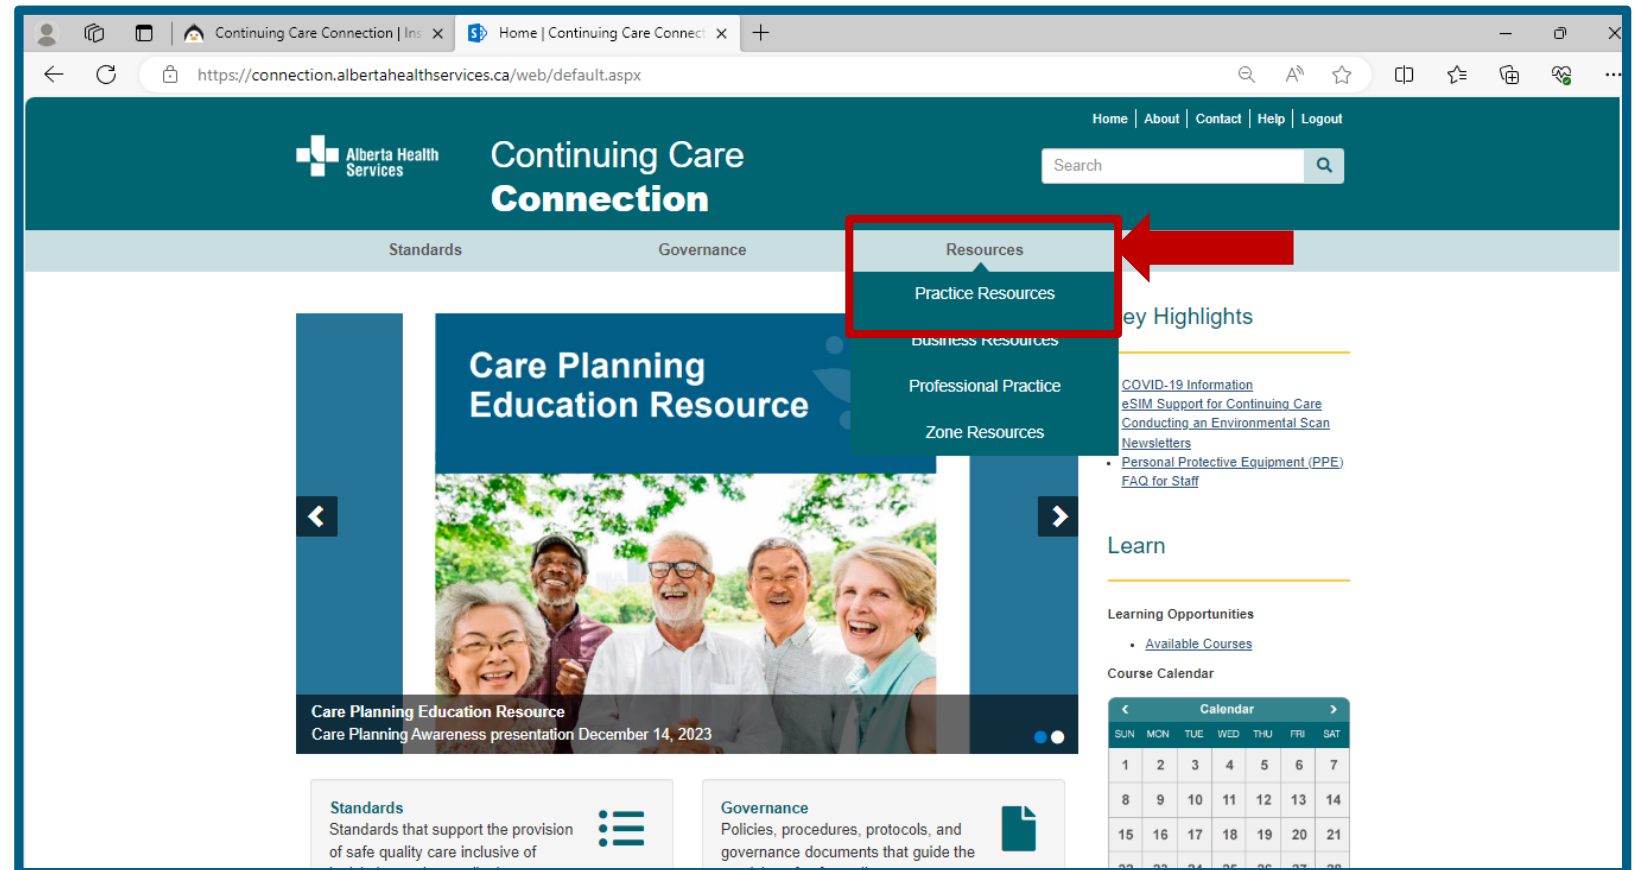 Continuing Care Connection | Ins
Home | Continuing Care Connect
https://connection.albertahealthservices.ca/web/default.aspx
Home | About | Contact | Help | Logout
Alberta Health
Services
Continuing Care
Connection
Search
Standards
Governance
Resources
Practice Resources
Business Resources
Professional Practice
Zone Resources
Care Planning
Education Resource
Care Planning Education Resource
Care Planning Awareness presentation December 14, 2023
ey Highlights
COVID-19 Information
eSIM Support for Continuing Care
Conducting an Environmental Scan
Newsletters
• Personal Protective Equipment (PPE)
FAQ for Staff
Learn
Learning Opportunities
• Available Courses
Course Calendar
Calendar
SUN MON TUE WED THU FRI SAT
1 2 3 4 5 6 7
8 9 10 11 12 13 14
15 16 17 18 19 20 21
22 23 24 25 26 27 28
Standards
Standards that support the provision
of safe quality care inclusive of
Governance
Policies, procedures, protocols, and
governance documents that guide the